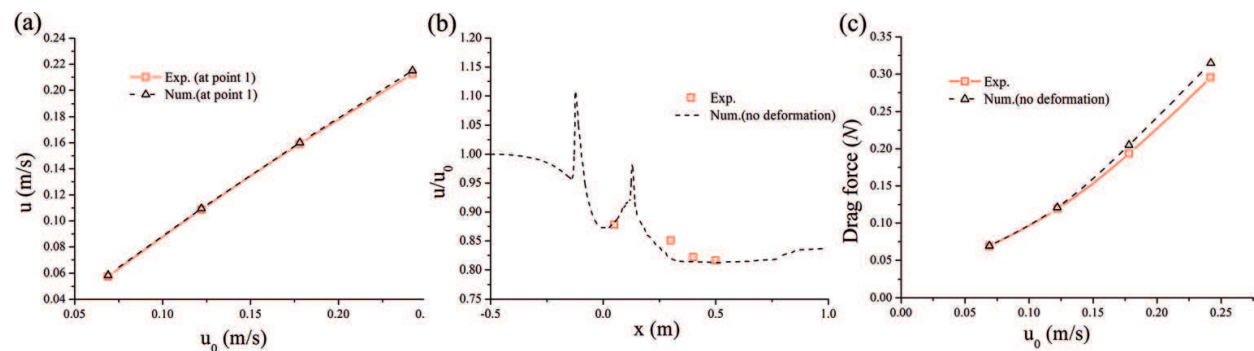 (a)
0.24
0.22
0.20
0.18
0.16
0.14
0.12
0.10
0.08
0.06
0.04
u (m/s)
Exp. (at point 1)
Num.(at point 1)
0.05
0.10
0.15
0.20
0.
u0 (m/s)
(b)
1.20
1.15
1.10
1.05
1.00
0.95
0.90
0.85
0.80
0.75
u/u0
Exp.
Num.(no deformation)
-0.5
0.0
0.5
1.0
x (m)
(c)
0.35
0.30
0.25
0.20
0.15
0.10
0.05
0.00
Drag force (N)
Exp.
Num.(no deformation)
0.00
0.05
0.10
0.15
0.20
0.25
u0 (m/s)